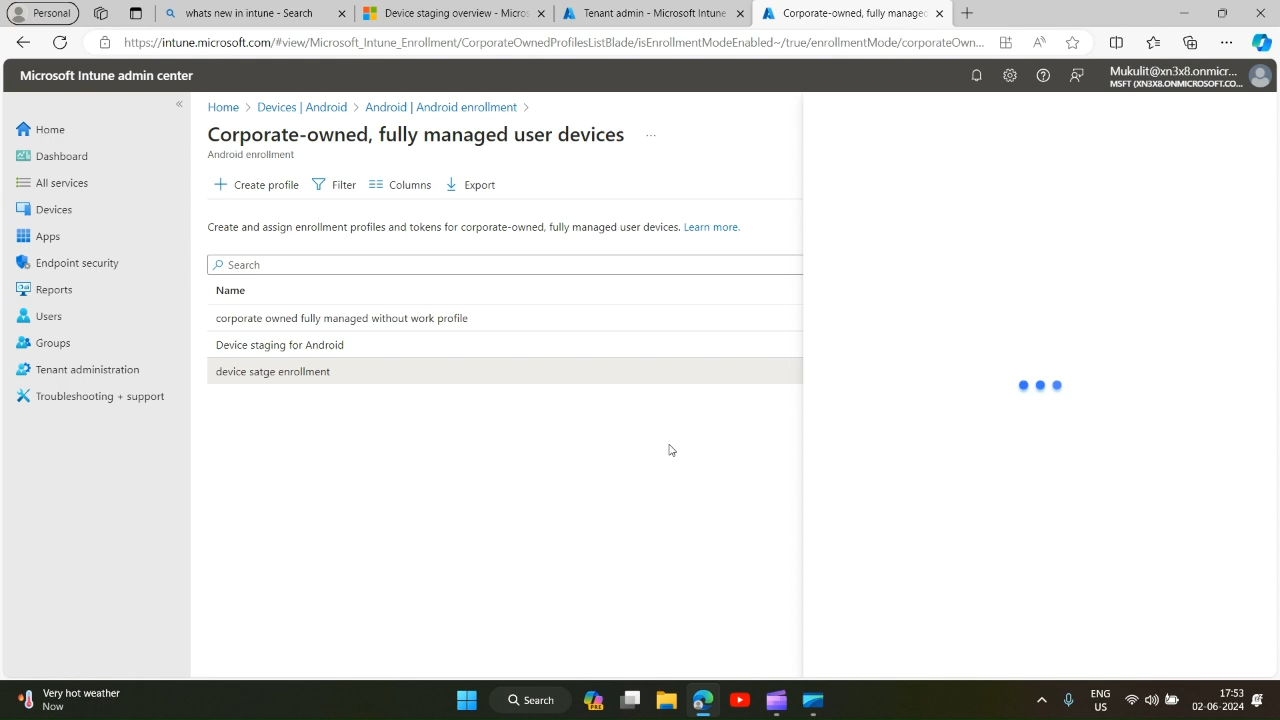 Personal
whats new in intune - Search
Device staging overview - Micros
Tenant admin - Microsoft Intune
Corporate-owned, fully managed
https://intune.microsoft.com/#view/Microsoft_Intune_Enrollment/CorporateOwnedProfilesListBlade/isEnrollmentModeEnabled~/true/enrollmentMode/corporateOwn...
Microsoft Intune admin center
Mukulit@xn3x8.onmicr...
MSFT (XN3X8.ONMICROSOFT.CO...
Home
Dashboard
All services
Devices
Apps
Endpoint security
Reports
Users
Groups
Tenant administration
Troubleshooting + support
Home > Devices | Android > Android | Android enrollment >
Corporate-owned, fully managed user devices ...
Android enrollment
Create profile Filter Columns Export
Create and assign enrollment profiles and tokens for corporate-owned, fully managed user devices. Learn more.
Search
Name
corporate owned fully managed without work profile
Device staging for Android
device satge enrollment
Very hot weather
Now
Search
PRE
ENG
US
17:53
02-06-2024